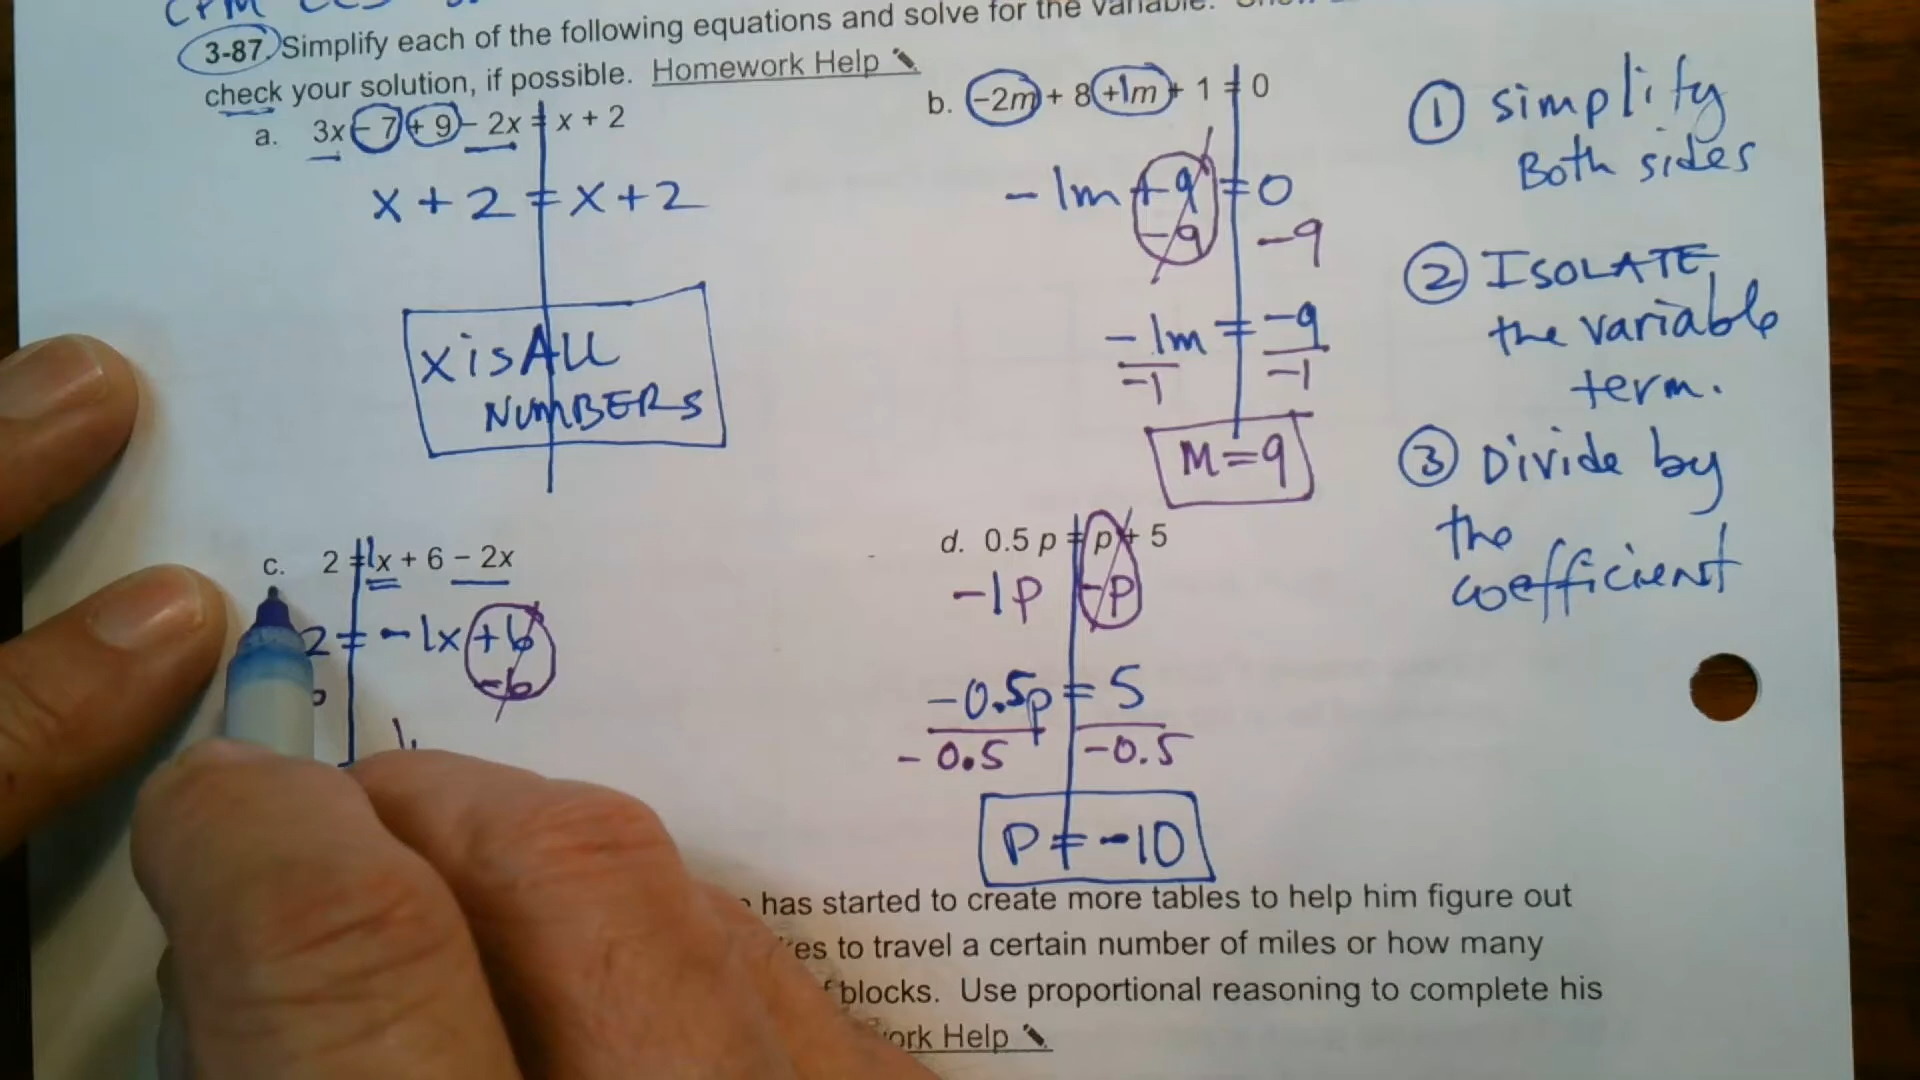 CPM CCS
3-87. Simplify each of the following equations and solve for the variable.
check your solution, if possible. Homework Help ✎
a. 3x - 7 + 9 - 2x = x + 2
x + 2 = x + 2
x is ALL
NUMBERS
b. -2m + 8 +1m + 1 = 0
-1m + 9 = 0
-9 -9
-1m = -9
-1 -1
M = 9
c. 2 = 1x + 6 - 2x
2 = -1x + 6
-6
d. 0.5 p = p + 5
-1p -p
-0.5p = 5
-0.5 -0.5
P = -10
① simplify
Both sides
② ISOLATE
the variable
term.
③ Divide by
the
coefficient
has started to create more tables to help him figure out
to travel a certain number of miles or how many
blocks. Use proportional reasoning to complete his
Help ✎